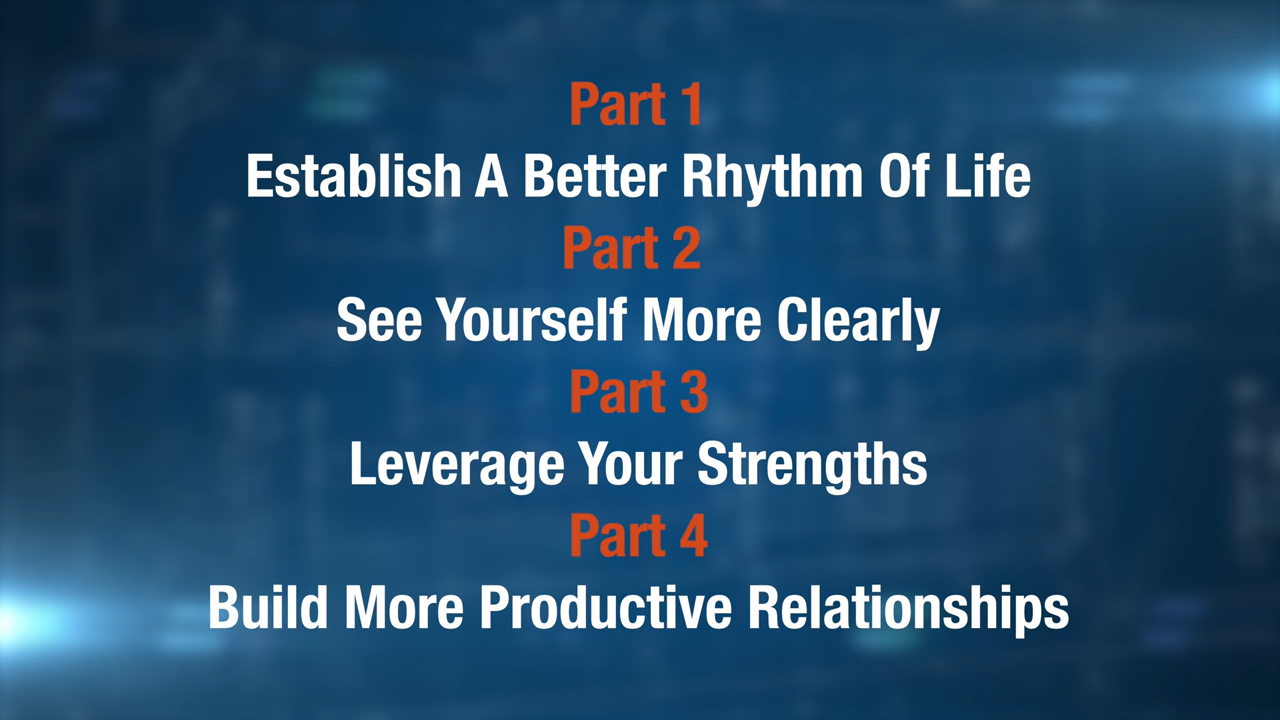 Part 1
Establish A Better Rhythm Of Life
Part 2
See Yourself More Clearly
Part 3
Leverage Your Strengths
Part 4
Build More Productive Relationships